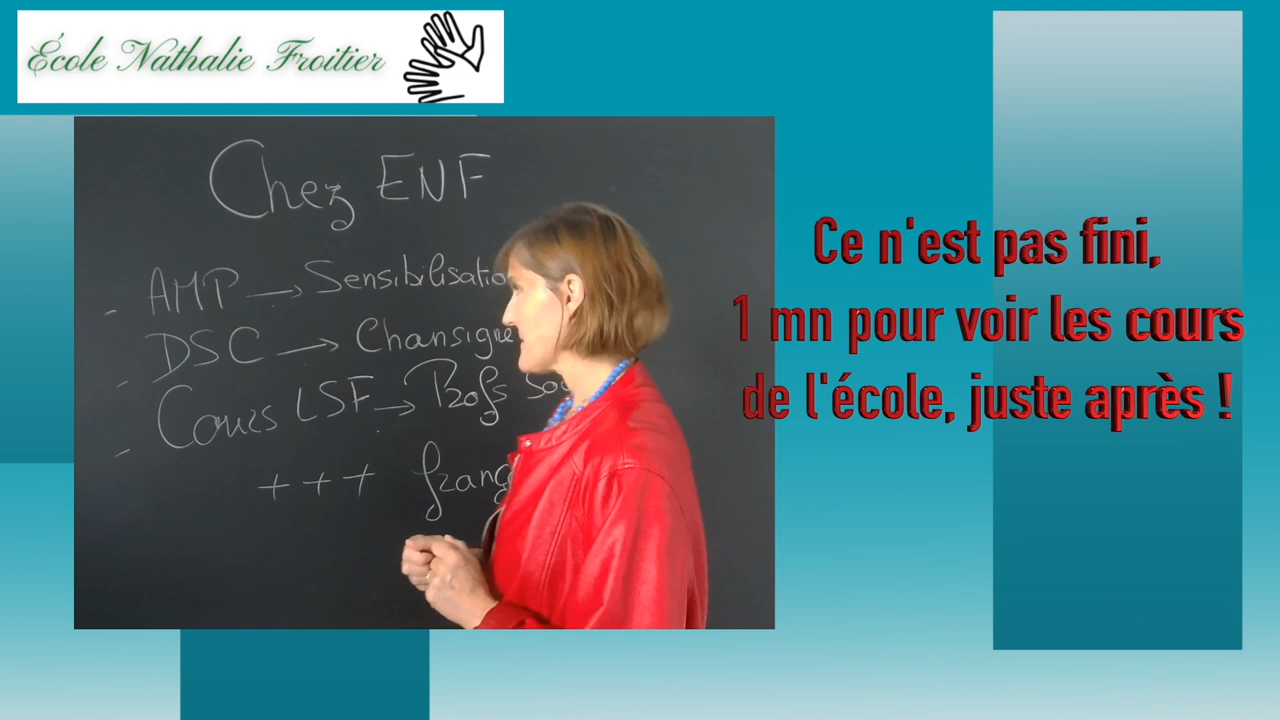 École Nathalie Froitier
Chez ENF
- AMP → Sensibilisatio
- DSC → Chansigne
- Cours LSF → Profs Sou
+++ franç
Ce n'est pas fini,
1 mn pour voir les cours
de l'école, juste après !